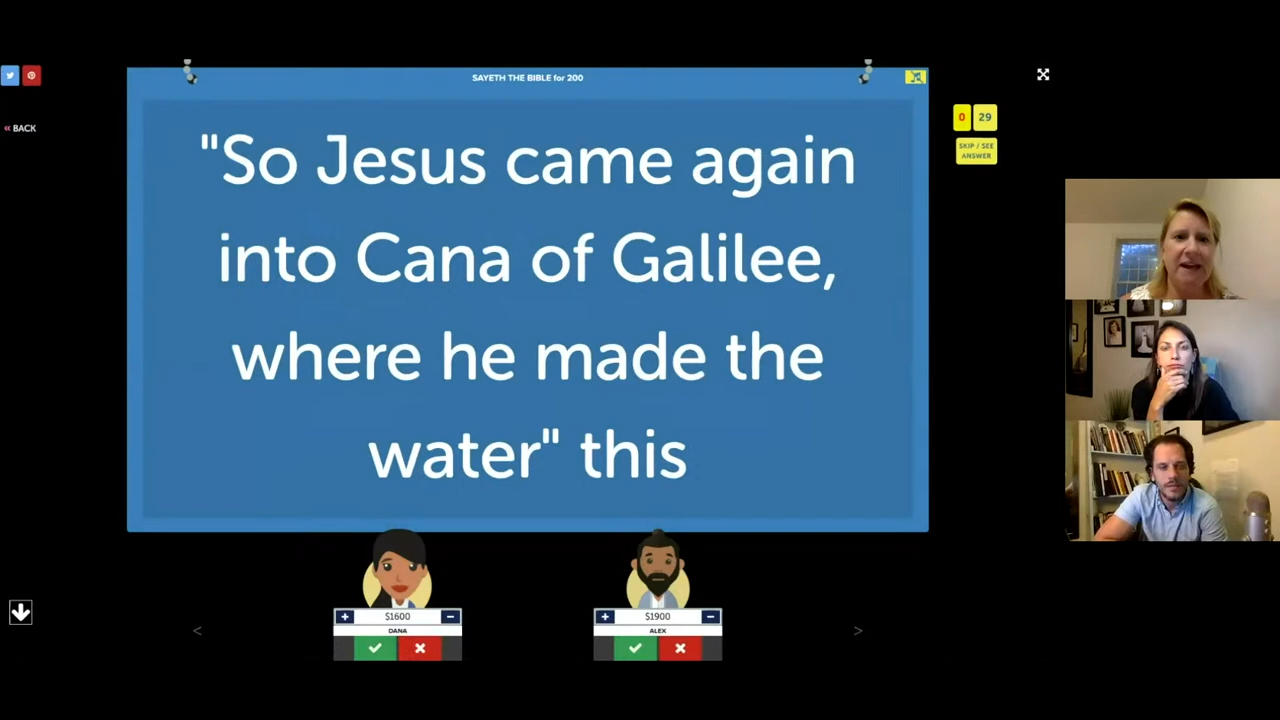 SAYETH THE BIBLE for 200
« BACK
"So Jesus came again
into Cana of Galilee,
where he made the
water" this
0 29
SKIP / SEE
ANSWER
+ $1600 −
DANA
+ $1900 −
ALEX
< >